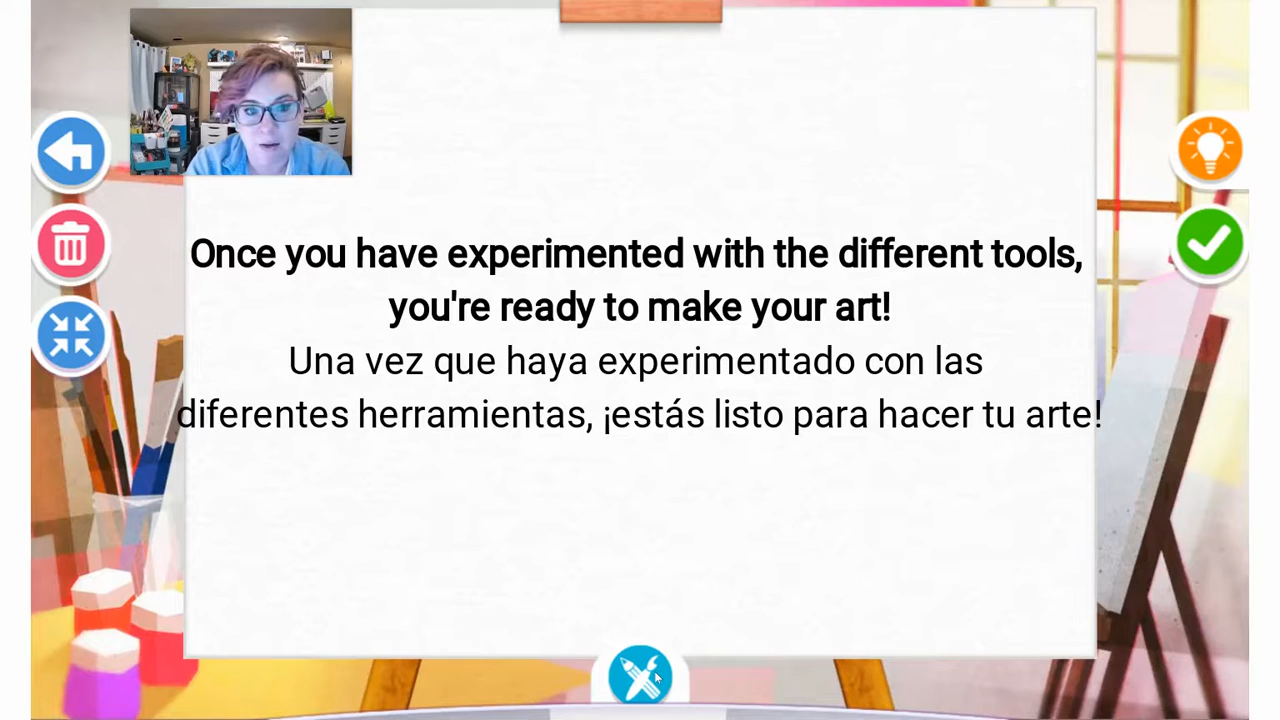 Once you have experimented with the different tools,
you're ready to make your art!
Una vez que haya experimentado con las
diferentes herramientas, ¡estás listo para hacer tu arte!